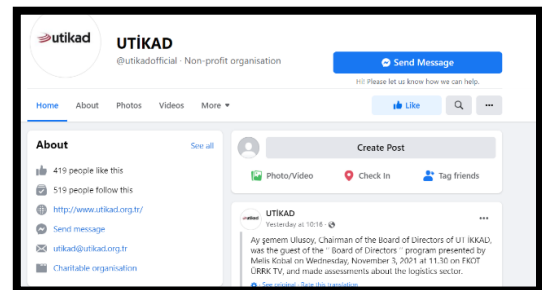 utikad
UTİKAD
@utikadofficial · Non-profit organisation
Send Message
Hi! Please let us know how we can help.
Home About Photos Videos More
Like
About See all
419 people like this
519 people follow this
http://www.utikad.org.tr/
Send message
utikad@utikad.org.tr
Charitable organisation
Create Post
Photo/Video Check In Tag friends
UTİKAD
Yesterday at 10:16 ·
Ay şemem Ulusoy, Chairman of the Board of Directors of UT İKKAD,
was the guest of the " Board of Directors " program presented by
Melis Kobal on Wednesday, November 3, 2021 at 11.30 on EKOT
ÜRRK TV, and made assessments about the logistics sector.
· See original · Rate this translation